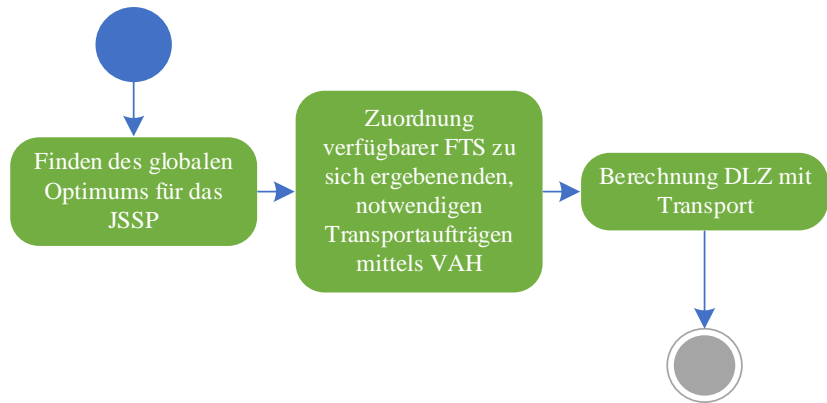 Finden des globalen
Optimums für das
JSSP
Zuordnung
verfügbarer FTS zu
sich ergebenenden,
notwendigen
Transportaufträgen
mittels VAH
Berechnung DLZ mit
Transport